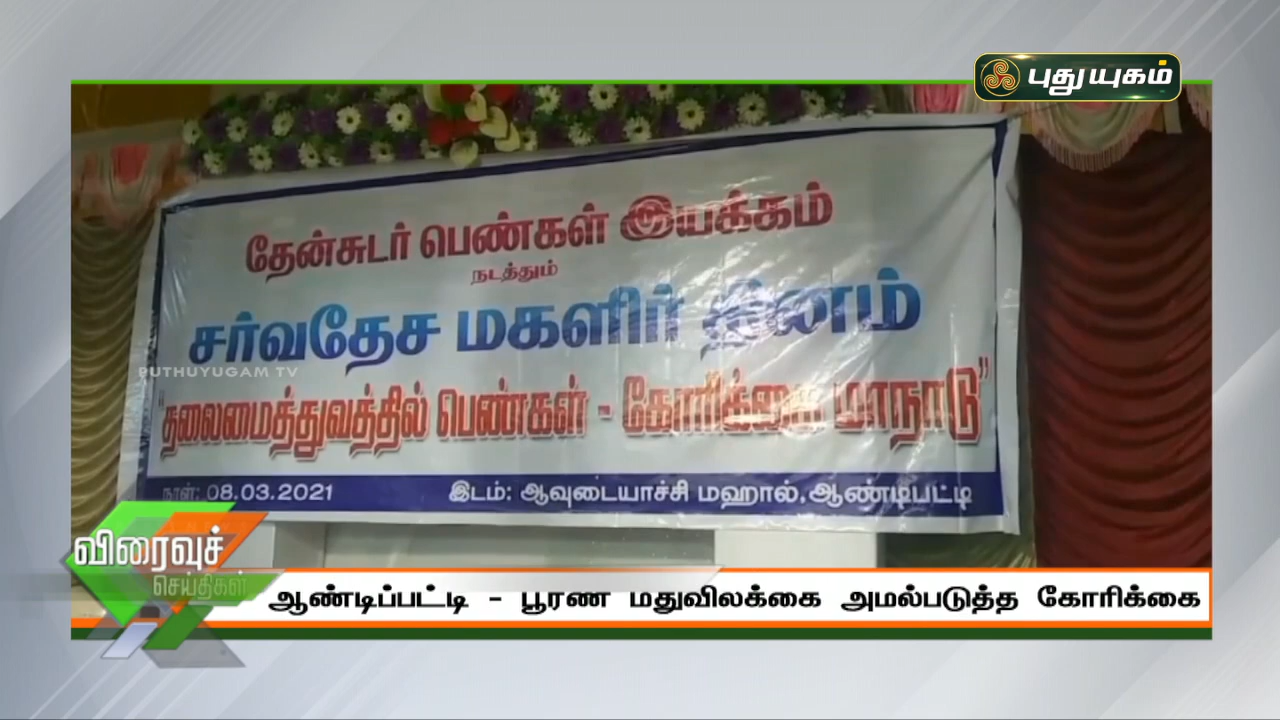 புதுயுகம்
தேன்சுடர் பெண்கள் இயக்கம்
நடத்தும்
சர்வதேச மகளிர் தினம்
PUTHUYUGAM TV
"தலைமைத்துவத்தில் பெண்கள் - கோரிக்கை மாநாடு"
நாள்: 08.03.2021 இடம்: ஆவுடையாச்சி மஹால்,ஆண்டிபட்டி
விரைவுச்
செய்திகள்
ஆண்டிப்பட்டி - பூரண மதுவிலக்கை அமல்படுத்த கோரிக்கை